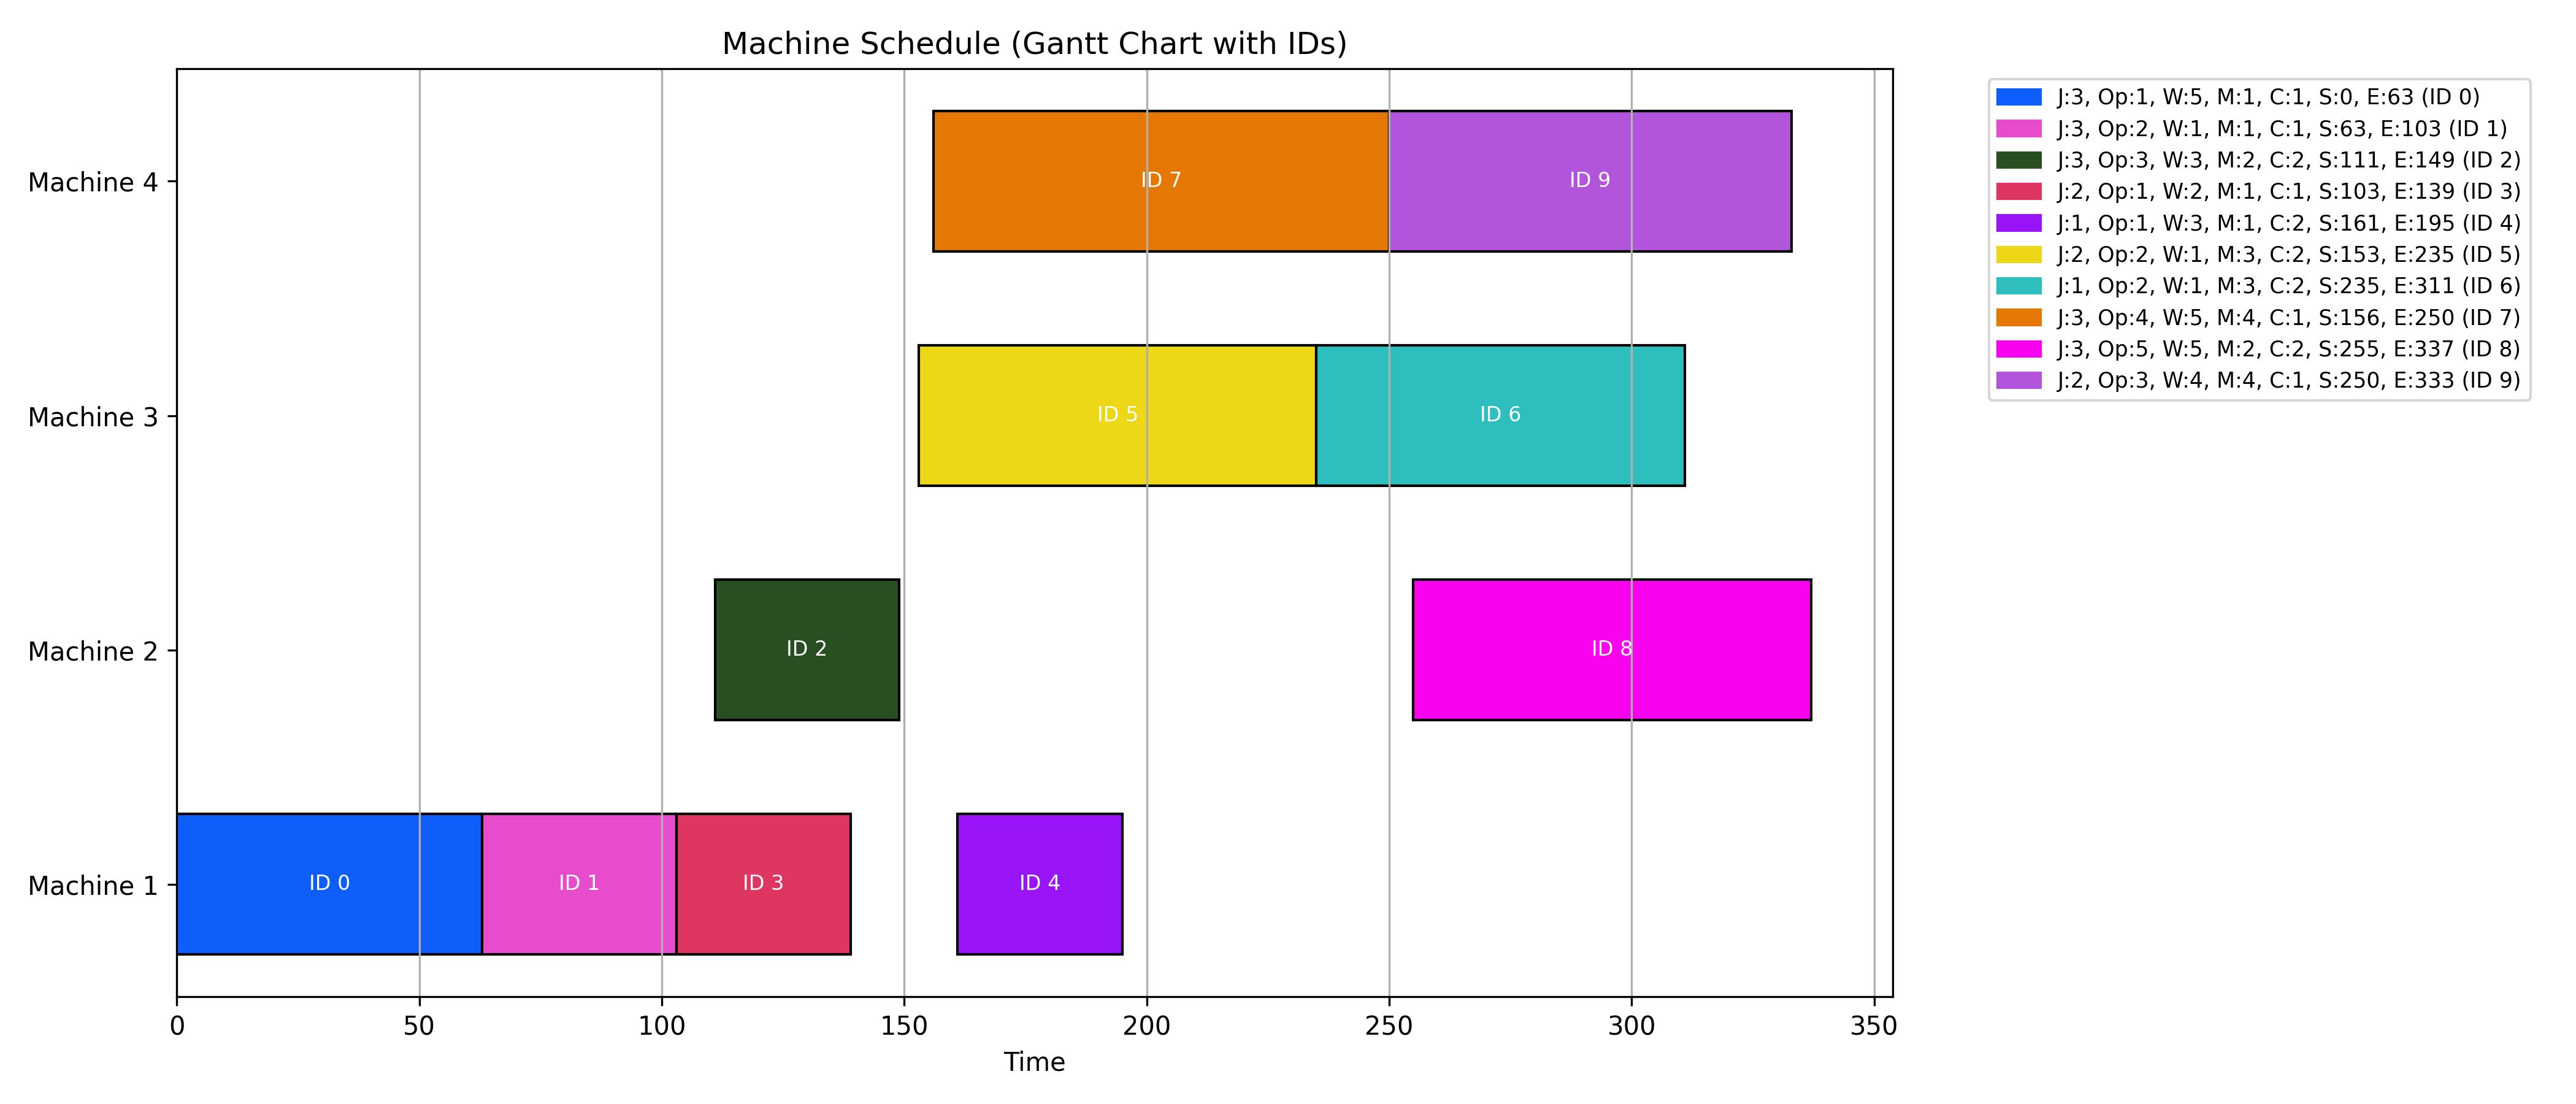 Machine Schedule (Gantt Chart with IDs)
Machine 4
Machine 3
Machine 2
Machine 1
ID 7
ID 9
ID 5
ID 6
ID 2
ID 8
ID 0
ID 1
ID 3
ID 4
0 50 100 150 200 250 300 350
Time
J:3, Op:1, W:5, M:1, C:1, S:0, E:63 (ID 0)
J:3, Op:2, W:1, M:1, C:1, S:63, E:103 (ID 1)
J:3, Op:3, W:3, M:2, C:2, S:111, E:149 (ID 2)
J:2, Op:1, W:2, M:1, C:1, S:103, E:139 (ID 3)
J:1, Op:1, W:3, M:1, C:2, S:161, E:195 (ID 4)
J:2, Op:2, W:1, M:3, C:2, S:153, E:235 (ID 5)
J:1, Op:2, W:1, M:3, C:2, S:235, E:311 (ID 6)
J:3, Op:4, W:5, M:4, C:1, S:156, E:250 (ID 7)
J:3, Op:5, W:5, M:2, C:2, S:255, E:337 (ID 8)
J:2, Op:3, W:4, M:4, C:1, S:250, E:333 (ID 9)